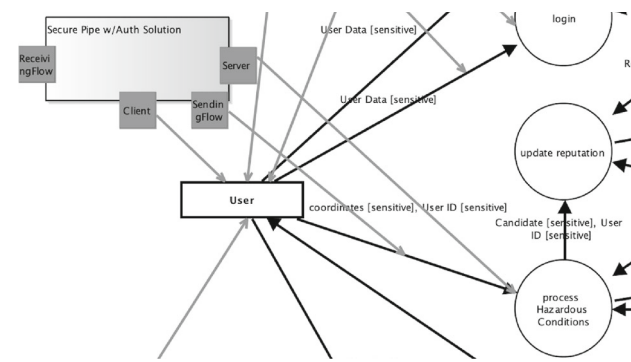 Secure Pipe w/Auth Solution
User Data [sensitive]
login
Receivi
ngFlow
Server
R
User Data [sensitive]
Client
Sendin
gFlow
update reputation
User
coordinates [sensitive], User ID [sensitive]
Candidate [sensitive], User
ID [sensitive]
process
Hazardous
Conditions